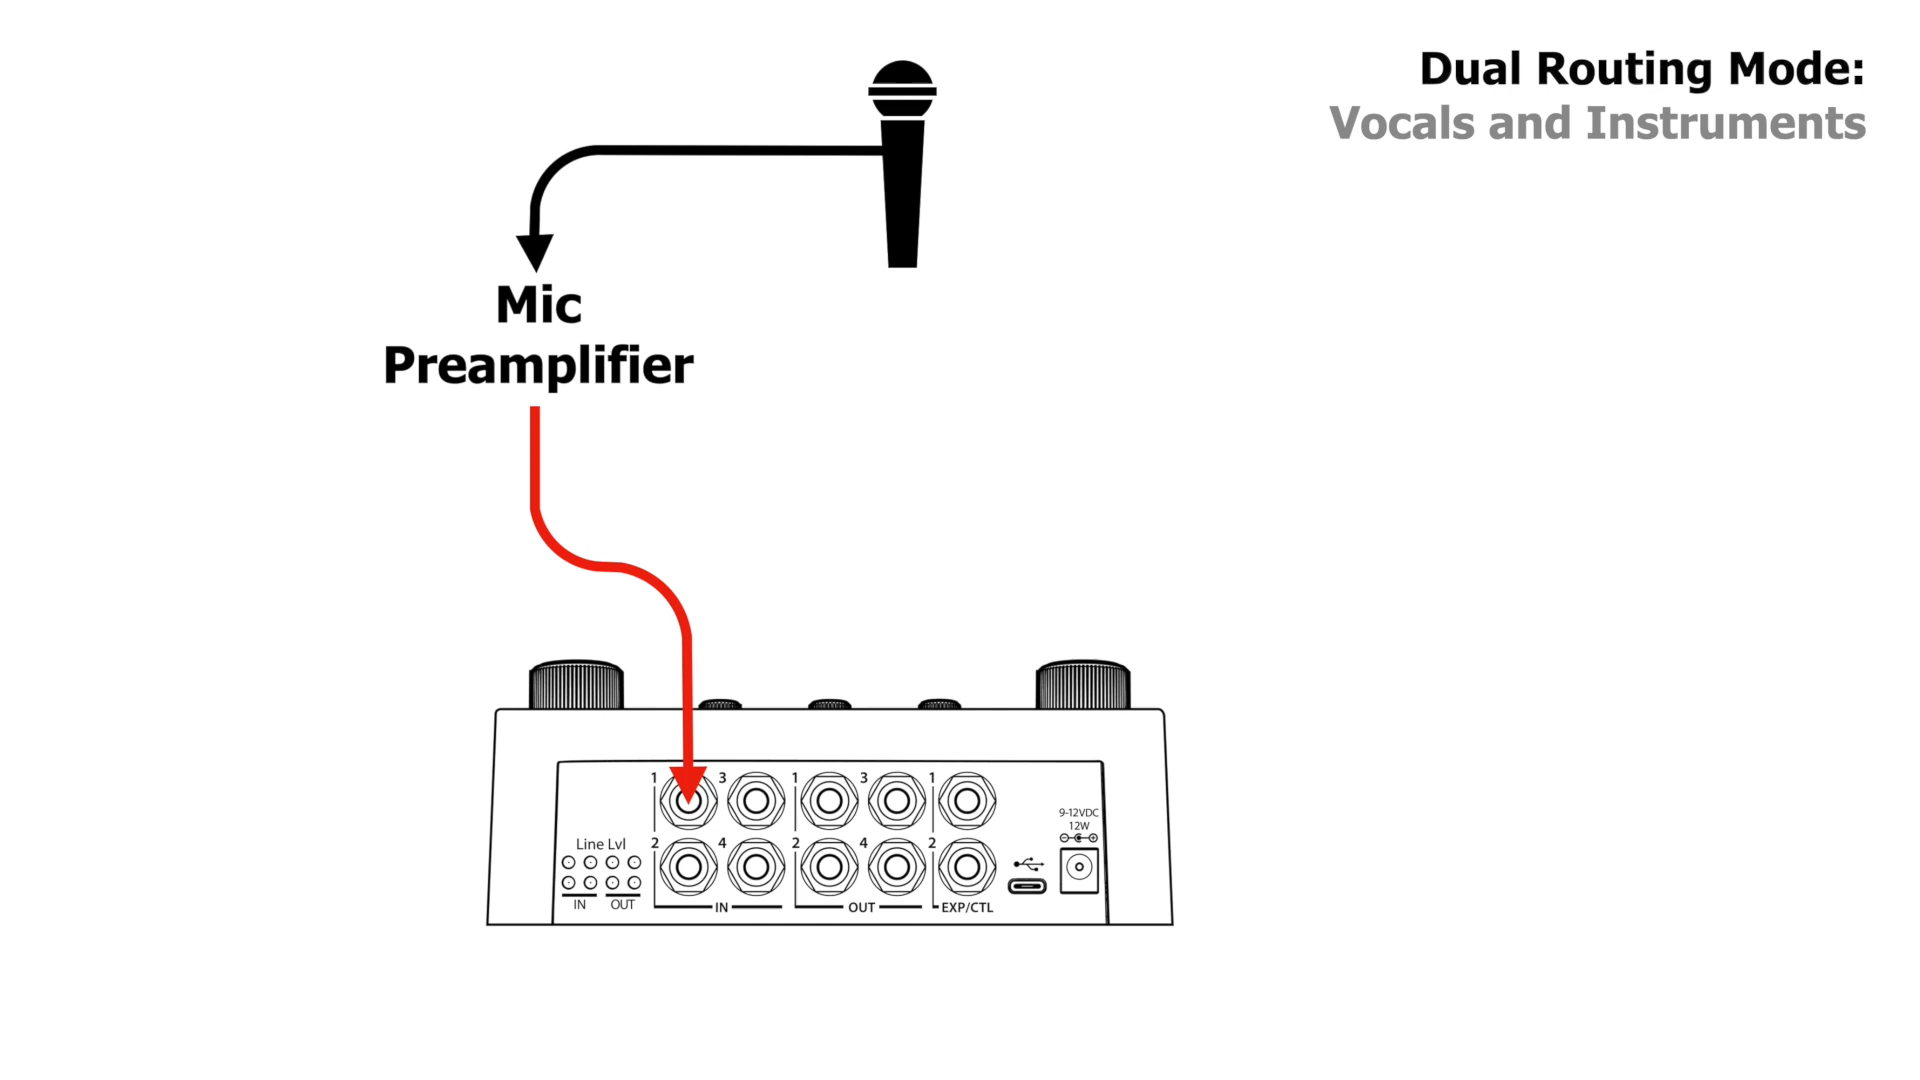 Dual Routing Mode:
Vocals and Instruments
Mic
Preamplifier
1 3 1 3 1
9-12VDC
12W
Line Lvl
2 4 2 4 2
IN OUT
IN OUT EXP/CTL